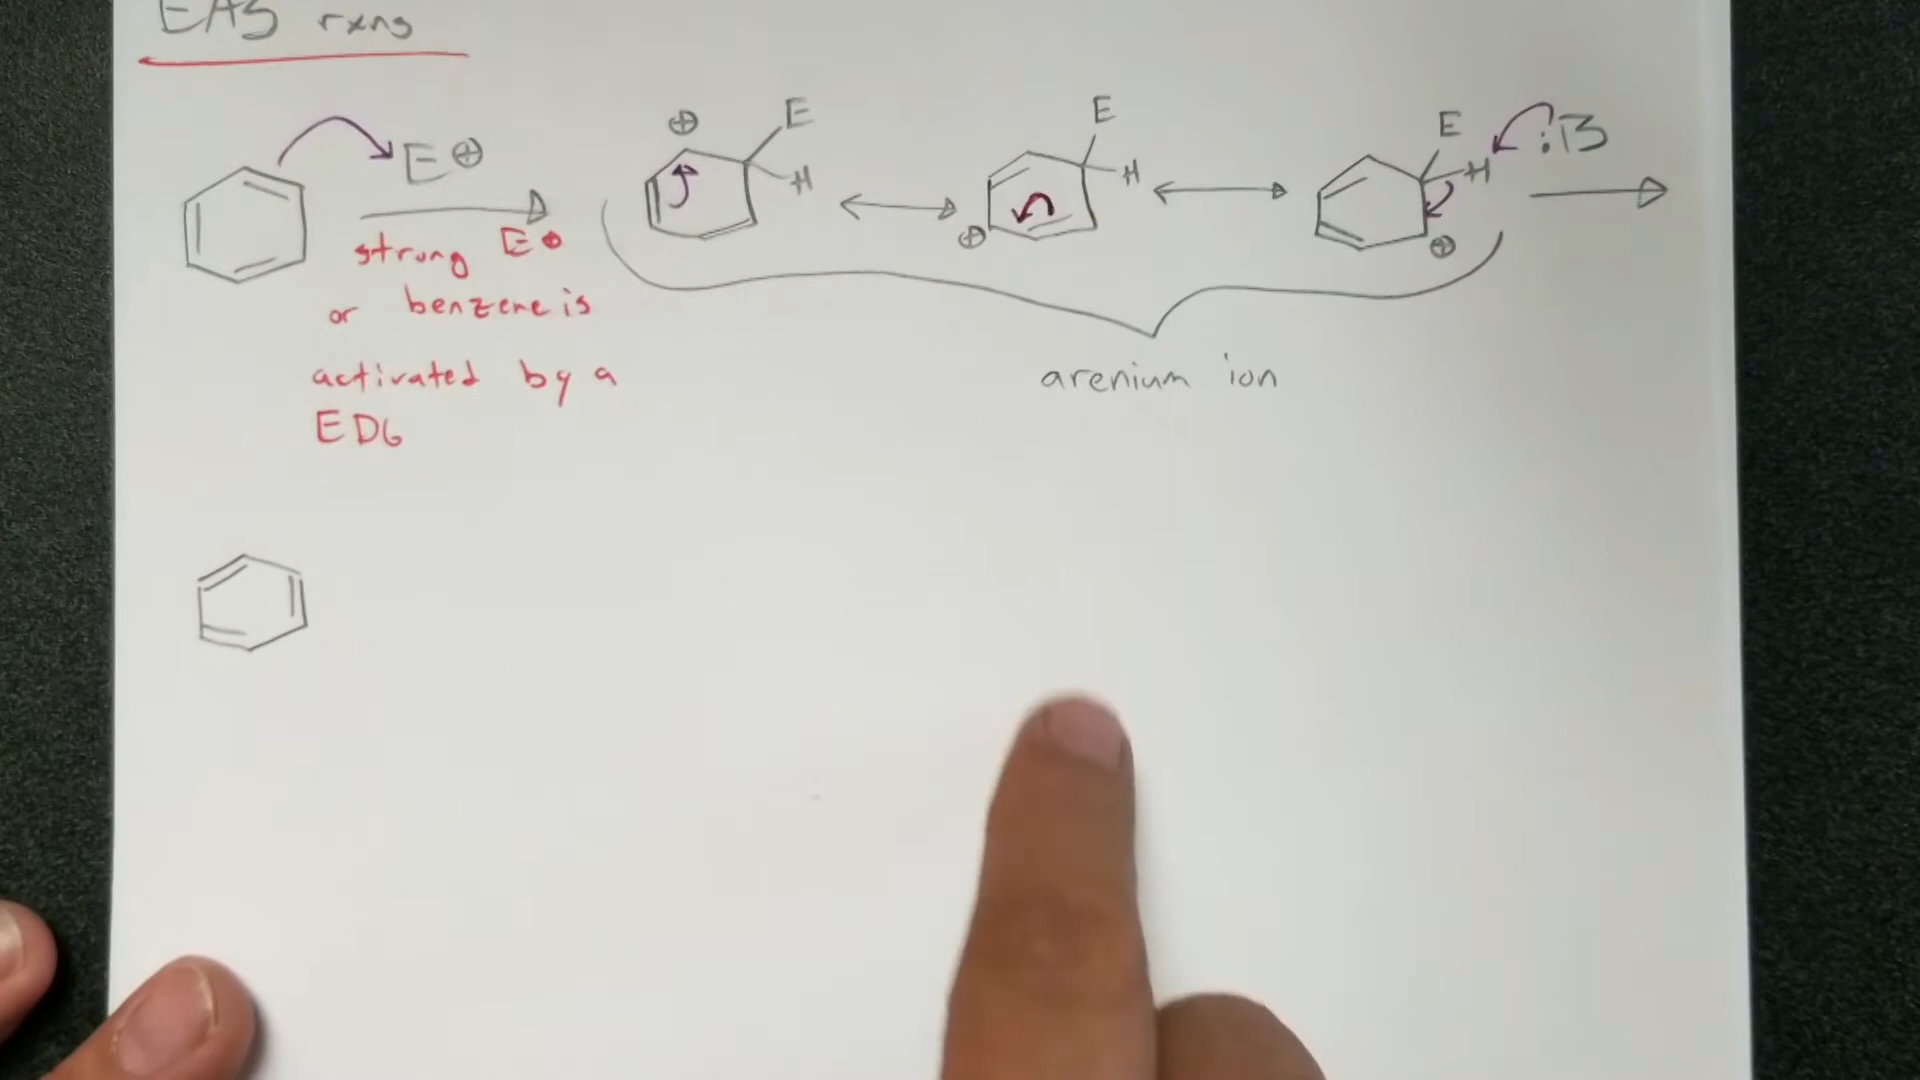 EAS rxns
E⊕
⊕ E H
E H ⊕
E H :B ⊕
strong E⊕
or benzene is
activated by a
EDG
arenium ion